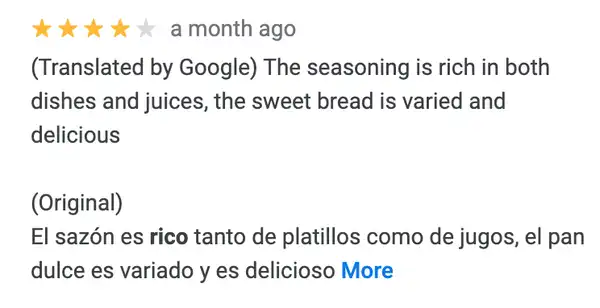 a month ago
(Translated by Google) The seasoning is rich in both
dishes and juices, the sweet bread is varied and
delicious
(Original)
El sazón es rico tanto de platillos como de jugos, el pan
dulce es variado y es delicioso More